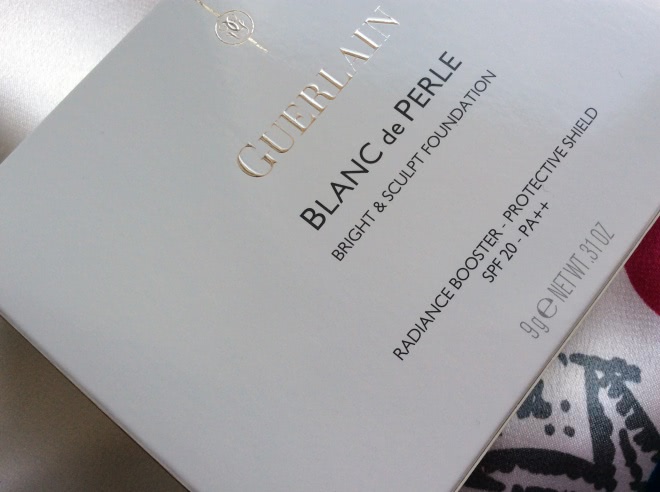 GUERLAIN
BLANC de PERLE
BRIGHT & SCULPT FOUNDATION
RADIANCE BOOSTER - PROTECTIVE SHIELD
SPF 20 - PA++
9g℮ NET WT. .31 OZ